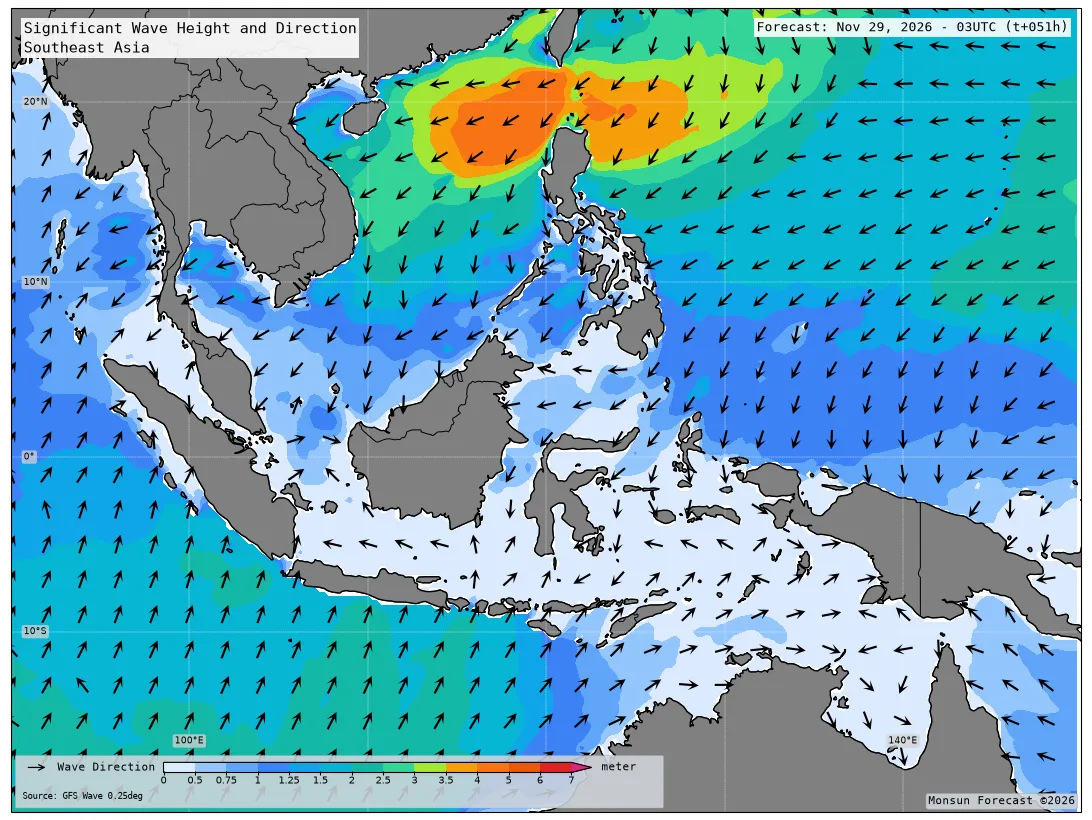 Significant Wave Height and Direction
Southeast Asia
Forecast: Nov 29, 2026 - 03UTC (t+051h)
20°N
10°N
0°
10°S
100°E
140°E
Wave Direction
meter
0 0.5 0.75 1 1.25 1.5 2 2.5 3 3.5 4 5 6 7
Source: GFS Wave 0.25deg
Monsun Forecast ©2026